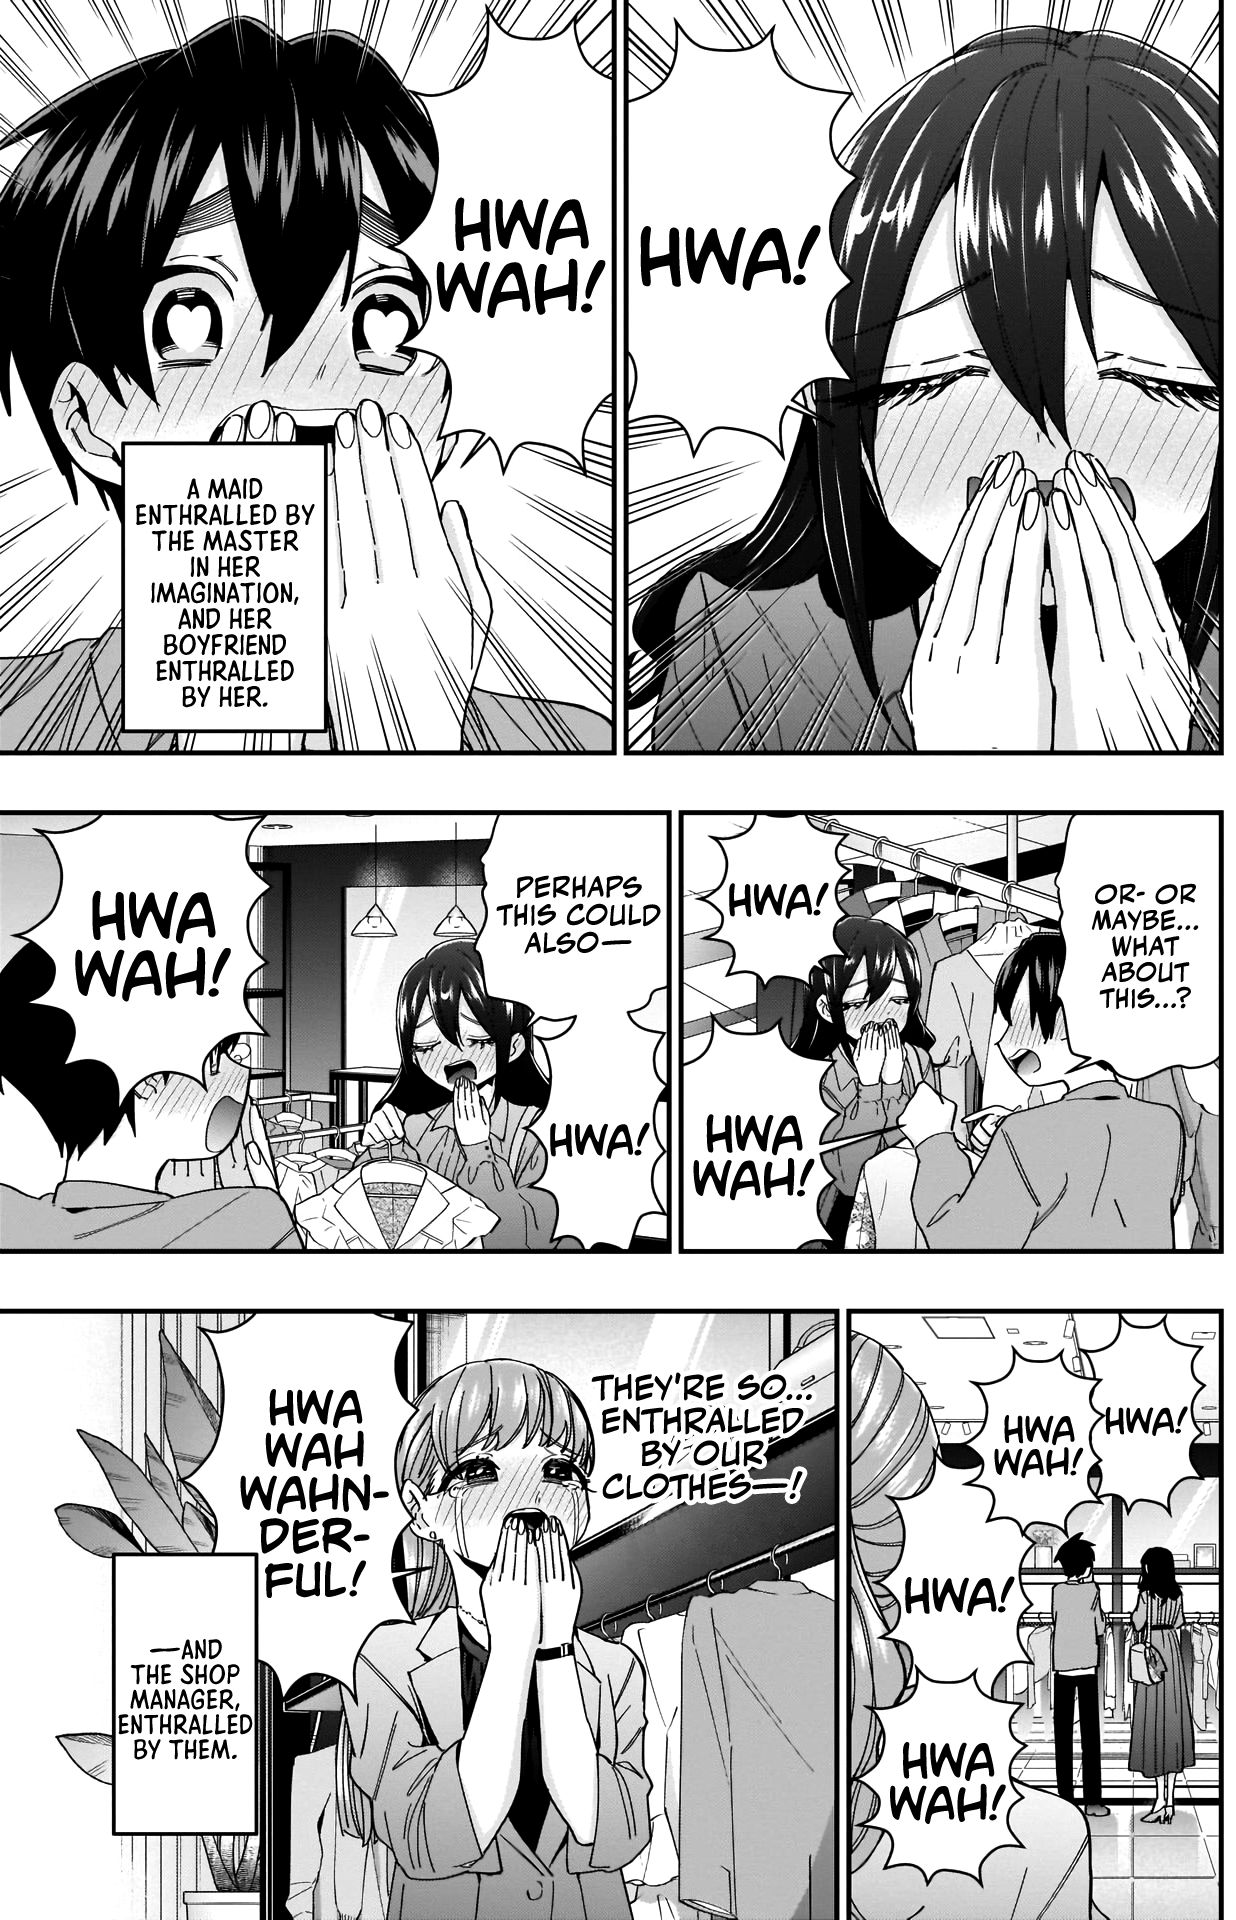 HWA!
HWA
WAH!
A MAID
ENTHRALLED BY
THE MASTER
IN HER
IMAGINATION,
AND HER
BOYFRIEND
ENTHRALLED
BY HER.
OR- OR
MAYBE...
WHAT
ABOUT
THIS...?
HWA!
HWA
WAH!
PERHAPS
THIS COULD
ALSO—
HWA!
HWA
WAH!
HWA!
HWA
WAH!
HWA!
HWA
WAH!
THEY'RE SO...
ENTHRALLED
BY OUR
CLOTHES—!
HWA
WAH
WAHN-
DER-
FUL!
—AND
THE SHOP
MANAGER,
ENTHRALLED
BY THEM.